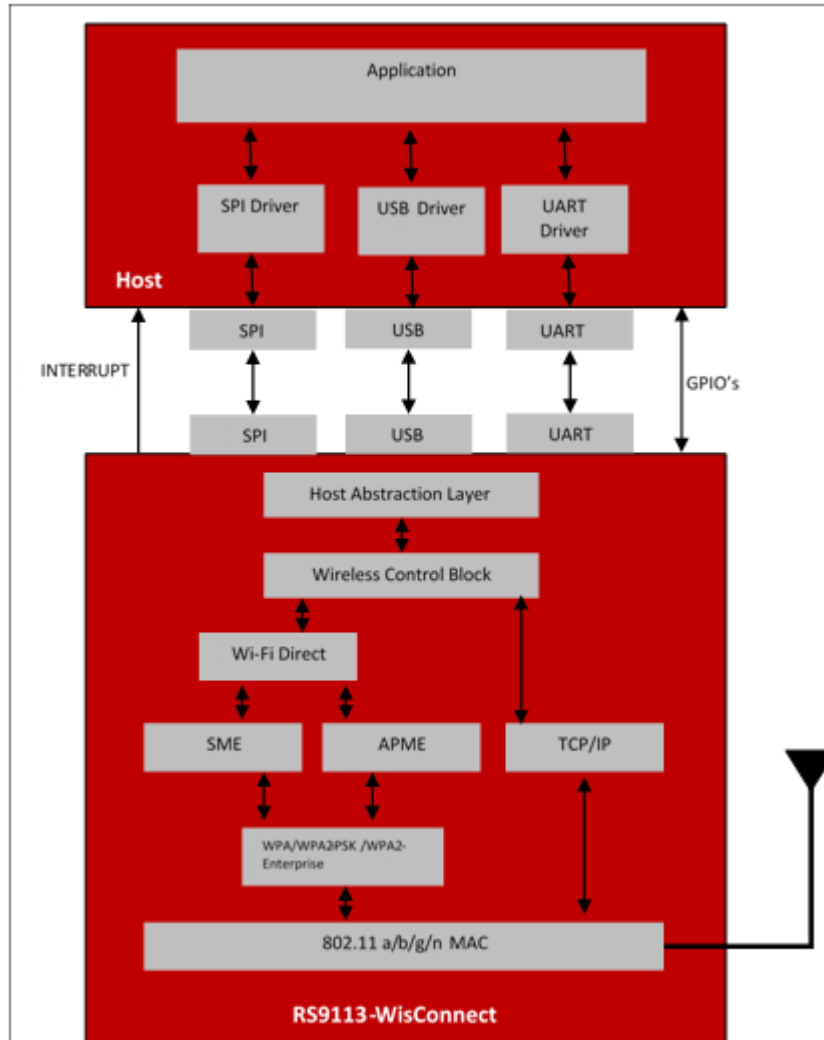 Application
SPI Driver
USB Driver
UART
Driver
Host
SPI
USB
UART
INTERRUPT
GPIO's
SPI
USB
UART
Host Abstraction Layer
Wireless Control Block
Wi-Fi Direct
SME
APME
TCP/IP
WPA/WPA2PSK /WPA2-
Enterprise
802.11 a/b/g/n MAC
RS9113-WisConnect